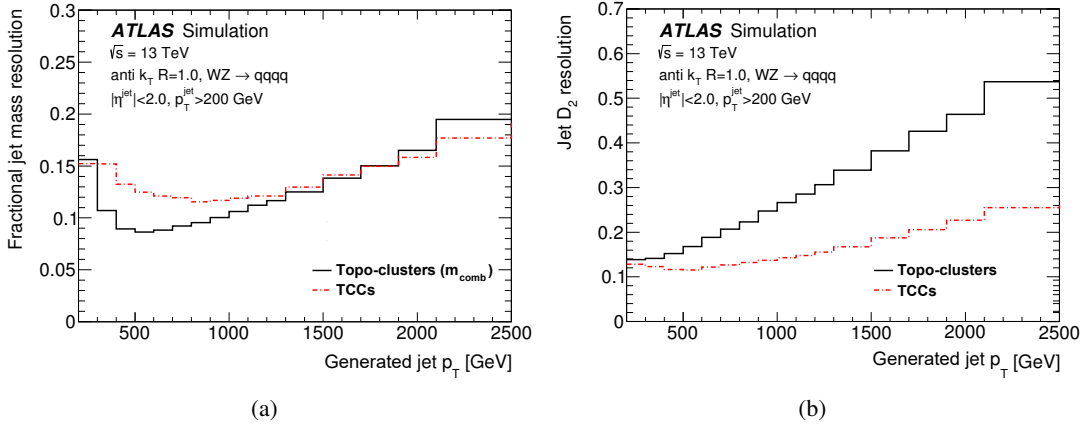 Fractional jet mass resolution
0.3
0.25
0.2
0.15
0.1
0.05
0
ATLAS Simulation
√s = 13 TeV
anti k_T R=1.0, WZ → qqqq
|η^jet|<2.0, p_T^jet>200 GeV
Topo-clusters (m_comb)
TCCs
500 1000 1500 2000 2500
Generated jet p_T [GeV]
(a)
Jet D_2 resolution
0.7
0.6
0.5
0.4
0.3
0.2
0.1
0
ATLAS Simulation
√s = 13 TeV
anti k_T R=1.0, WZ → qqqq
|η^jet|<2.0, p_T^jet>200 GeV
Topo-clusters
TCCs
500 1000 1500 2000 2500
Generated jet p_T [GeV]
(b)